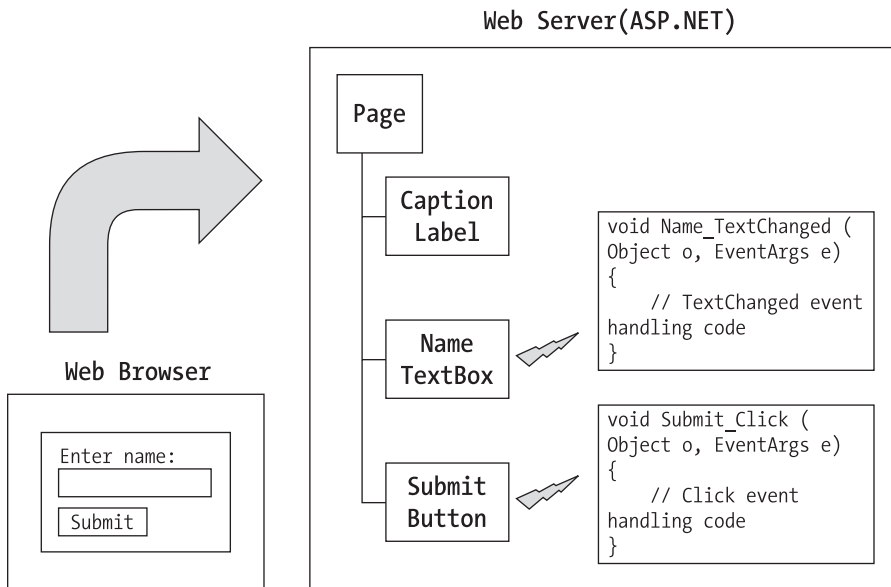 Web Server(ASP.NET)
Page
Caption
Label
void Name_TextChanged (
Object o, EventArgs e)
{
// TextChanged event
handling code
}
Name
TextBox
Web Browser
Enter name:
Submit
void Submit_Click (
Object o, EventArgs e)
{
// Click event
handling code
}
Submit
Button